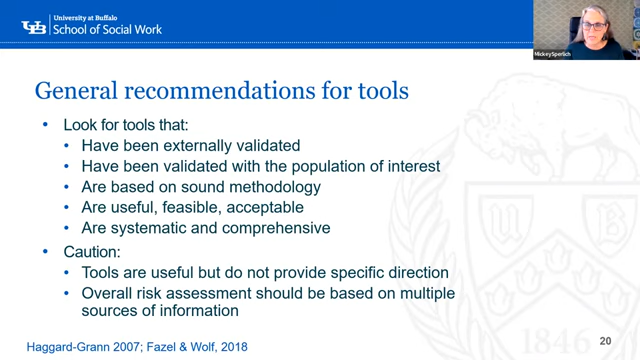 University at Buffalo
UB
School of Social Work
MickeySperlich
General recommendations for tools
• Look for tools that:
• Have been externally validated
• Have been validated with the population of interest
• Are based on sound methodology
• Are useful, feasible, acceptable
• Are systematic and comprehensive
• Caution:
• Tools are useful but do not provide specific direction
• Overall risk assessment should be based on multiple
sources of information
U B
1846
Haggard-Grann 2007; Fazel & Wolf, 2018
20